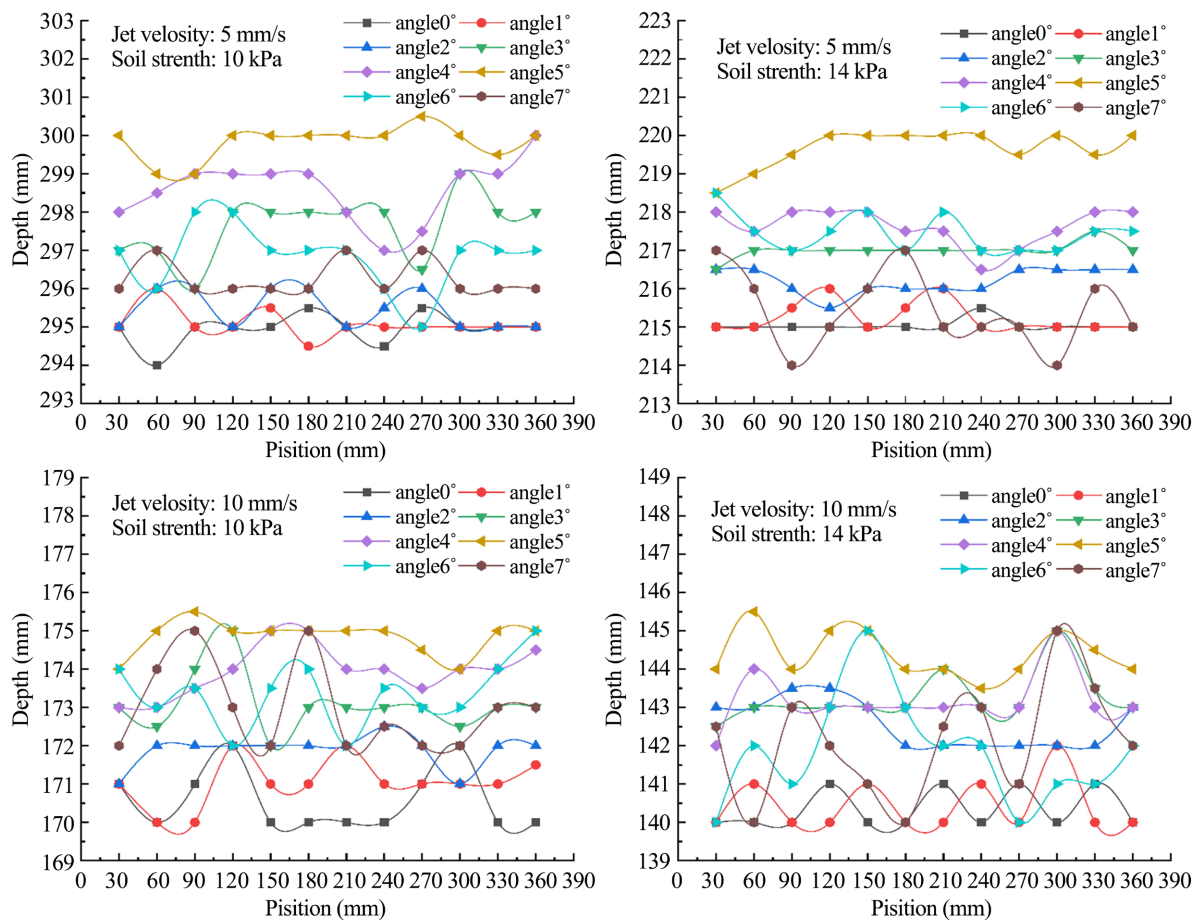 Jet velosity: 5 mm/s
Soil strenth: 10 kPa
angle0° angle1°
angle2° angle3°
angle4° angle5°
angle6° angle7°
303
302
301
300
299
298
297
296
295
294
293
Depth (mm)
0 30 60 90 120 150 180 210 240 270 300 330 360 390
Pisition (mm)
Jet velosity: 5 mm/s
Soil strenth: 14 kPa
angle0° angle1°
angle2° angle3°
angle4° angle5°
angle6° angle7°
223
222
221
220
219
218
217
216
215
214
213
Depth (mm)
0 30 60 90 120 150 180 210 240 270 300 330 360 390
Pisition (mm)
Jet velosity: 10 mm/s
Soil strenth: 10 kPa
angle0° angle1°
angle2° angle3°
angle4° angle5°
angle6° angle7°
179
178
177
176
175
174
173
172
171
170
169
Depth (mm)
0 30 60 90 120 150 180 210 240 270 300 330 360 390
Pisition (mm)
Jet velosity: 10 mm/s
Soil strenth: 14 kPa
angle0° angle1°
angle2° angle3°
angle4° angle5°
angle6° angle7°
149
148
147
146
145
144
143
142
141
140
139
Depth (mm)
0 30 60 90 120 150 180 210 240 270 300 330 360 390
Pisition (mm)